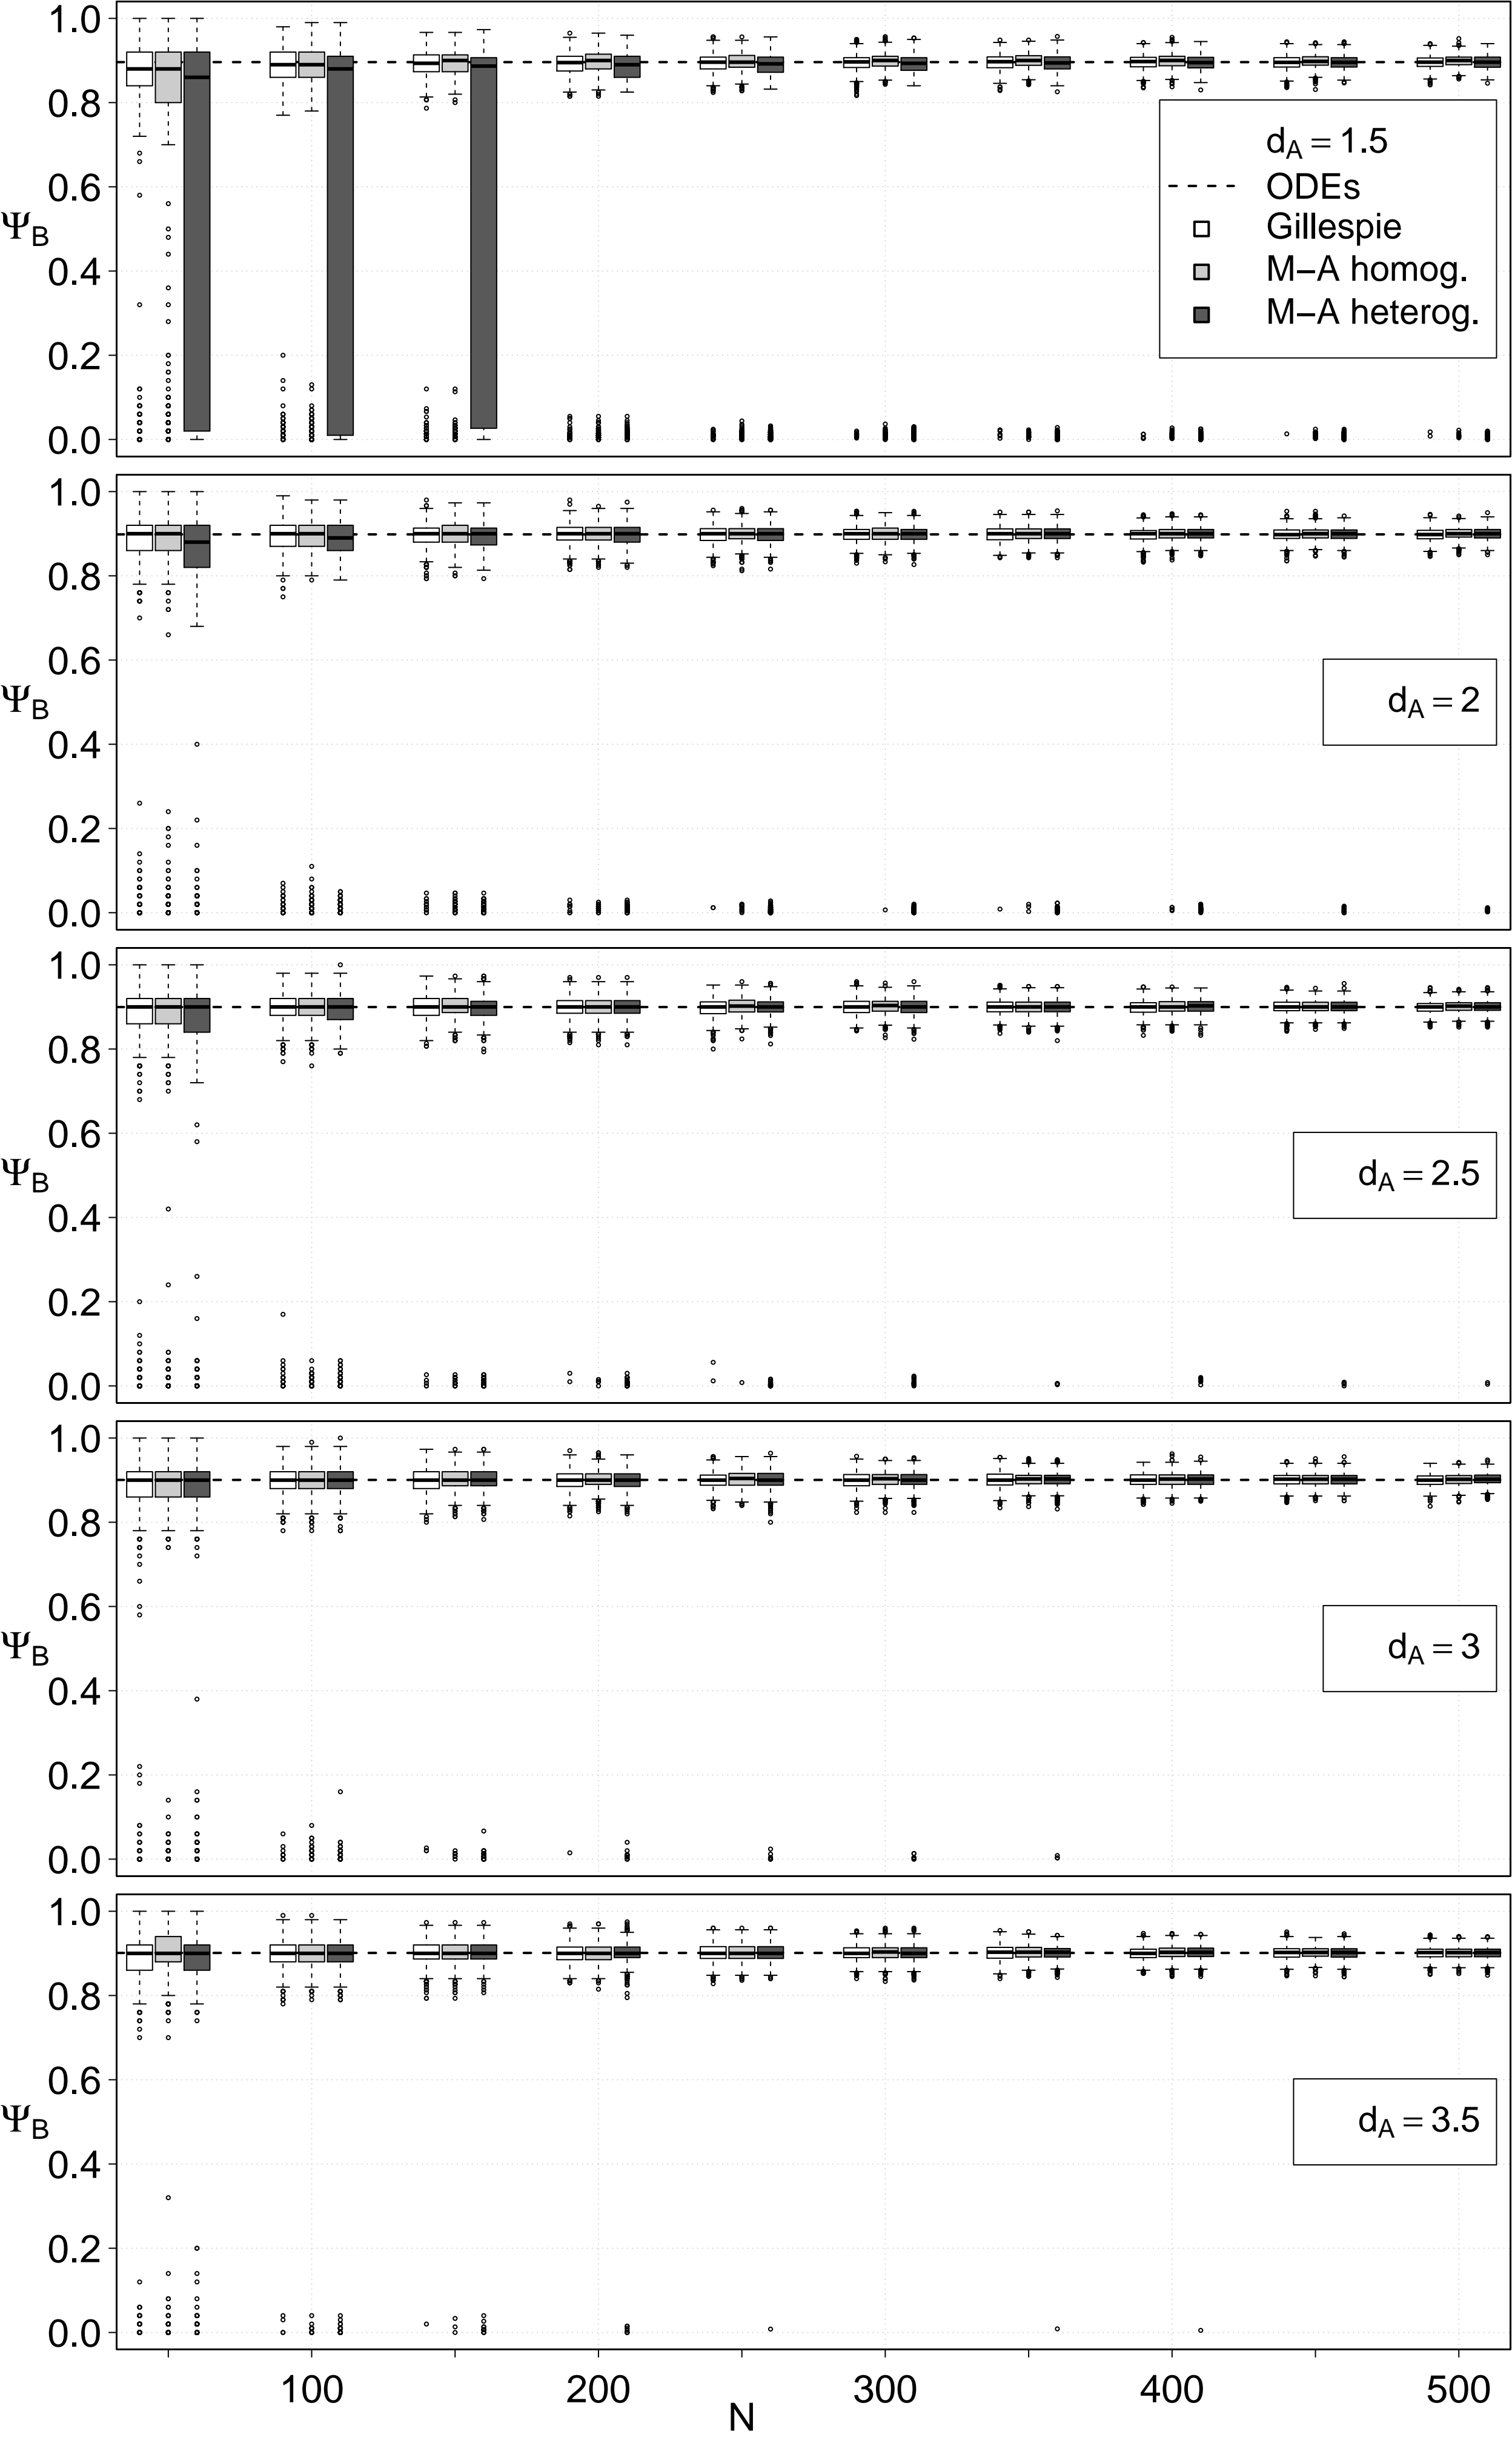 1.0
0.8
0.6
0.4
0.2
0.0
Ψ_B
d_A = 1.5
ODEs
Gillespie
M−A homog.
M−A heterog.
1.0
0.8
0.6
0.4
0.2
0.0
Ψ_B
d_A = 2
1.0
0.8
0.6
0.4
0.2
0.0
Ψ_B
d_A = 2.5
1.0
0.8
0.6
0.4
0.2
0.0
Ψ_B
d_A = 3
1.0
0.8
0.6
0.4
0.2
0.0
Ψ_B
d_A = 3.5
100 200 300 400 500
N